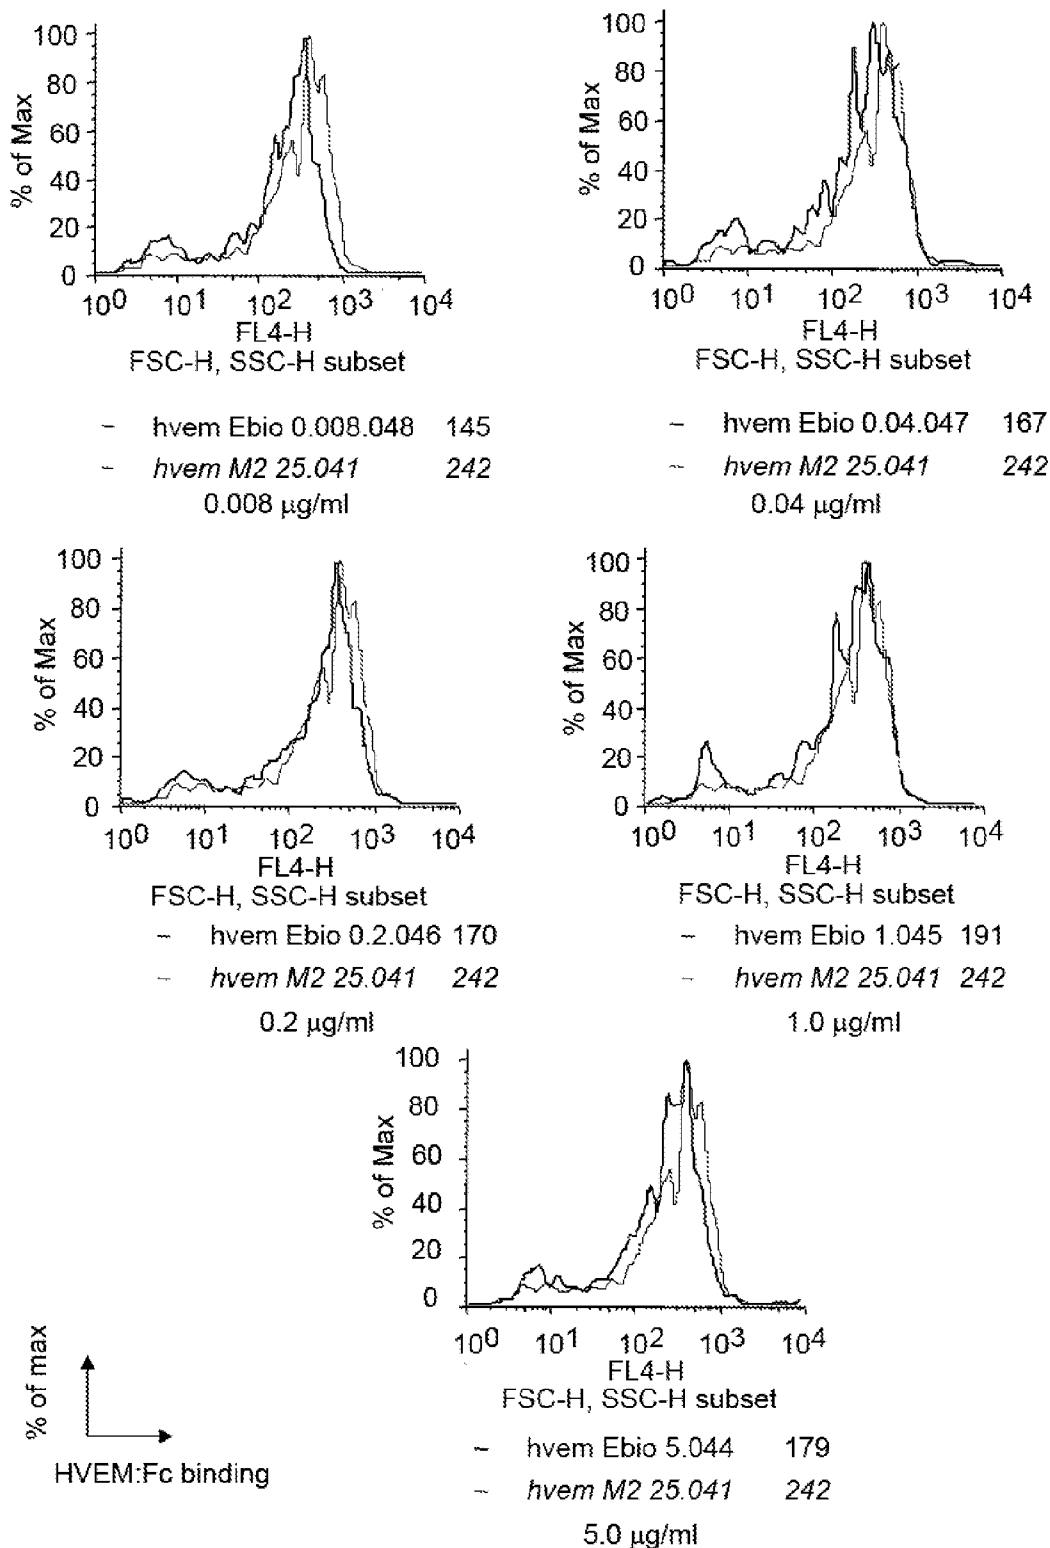 100
80
60
40
20
0
% of Max
10^0 10^1 10^2 10^3 10^4
FL4-H
FSC-H, SSC-H subset
– hvem Ebio 0.008.048 145
– hvem M2 25.041 242
0.008 µg/ml
100
80
60
40
20
0
% of Max
10^0 10^1 10^2 10^3 10^4
FL4-H
FSC-H, SSC-H subset
– hvem Ebio 0.04.047 167
– hvem M2 25.041 242
0.04 µg/ml
100
80
60
40
20
0
% of Max
10^0 10^1 10^2 10^3 10^4
FL4-H
FSC-H, SSC-H subset
– hvem Ebio 0.2.046 170
– hvem M2 25.041 242
0.2 µg/ml
100
80
60
40
20
0
% of Max
10^0 10^1 10^2 10^3 10^4
FL4-H
FSC-H, SSC-H subset
– hvem Ebio 1.045 191
– hvem M2 25.041 242
1.0 µg/ml
100
80
60
40
20
0
% of Max
10^0 10^1 10^2 10^3 10^4
FL4-H
FSC-H, SSC-H subset
– hvem Ebio 5.044 179
– hvem M2 25.041 242
5.0 µg/ml
% of max
HVEM:Fc binding